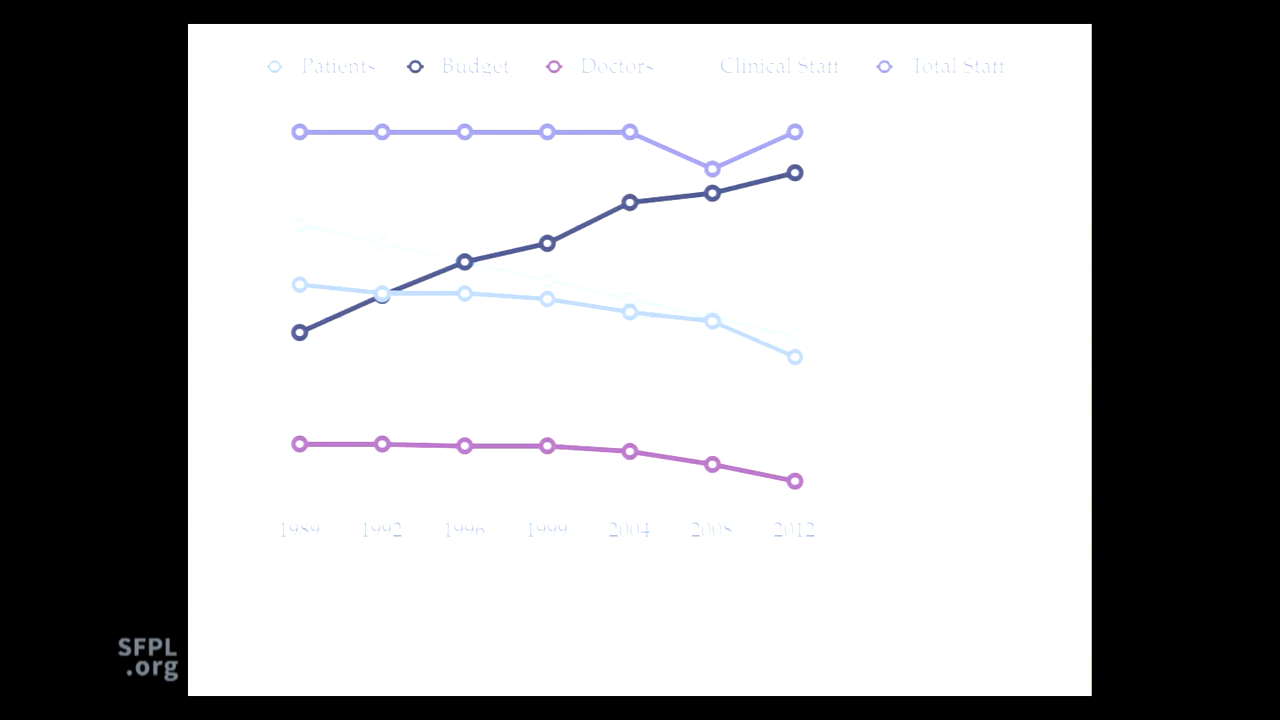 Patients Budget Doctors Clinical Staff Total Staff
1989 1992 1996 1999 2004 2008 2012
SFPL
.org